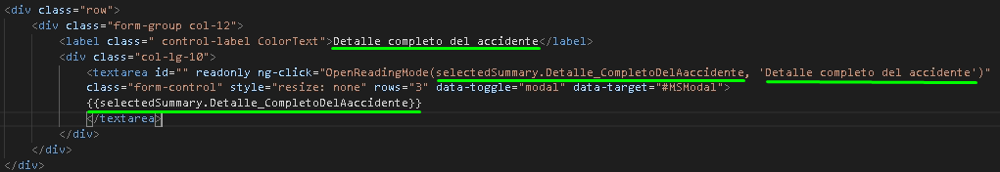 <div class="row">
<div class="form-group col-12">
<label class=" control-label ColorText">Detalle completo del accidente</label>
<div class="col-lg-10">
<textarea id="" readonly ng-click="OpenReadingMode(selectedSummary.Detalle_CompletoDelAaccidente, 'Detalle completo del accidente')"
class="form-control" style="resize: none" rows="3" data-toggle="modal" data-target="#MSModal">
{{selectedSummary.Detalle_CompletoDelAaccidente}}
</textarea>
</div>
</div>
</div>